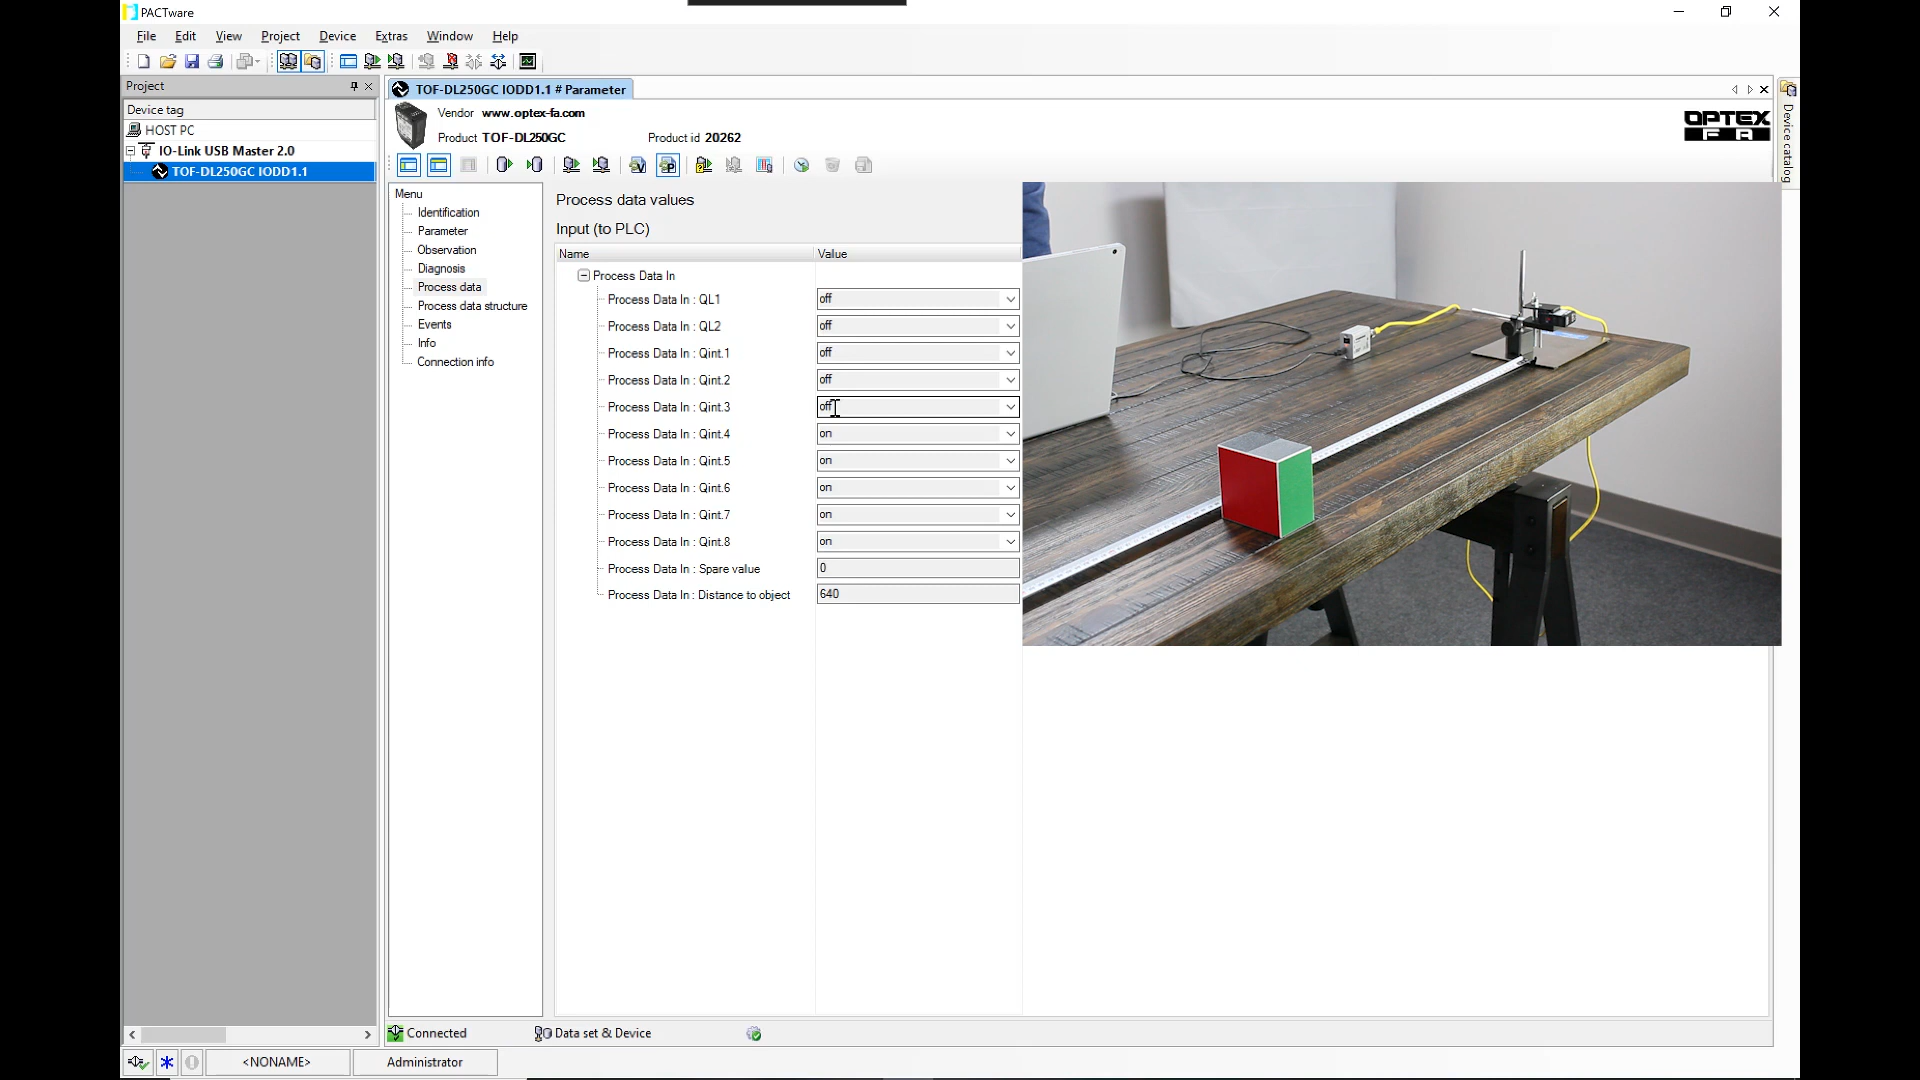 PACTware
File Edit View Project Device Extras Window Help
Project
Device tag
HOST PC
IO-Link USB Master 2.0
TOF-DL250GC IODD1.1
TOF-DL250GC IODD1.1 # Parameter
Vendor www.optex-fa.com
Product TOF-DL250GC Product id 20262
OPTEX
FA
Device catalog
Menu
Identification
Parameter
Observation
Diagnosis
Process data
Process data structure
Events
Info
Connection info
Process data values
Input (to PLC)
Name Value
Process Data In
Process Data In : QL1 off
Process Data In : QL2 off
Process Data In : Qint.1 off
Process Data In : Qint.2 off
Process Data In : Qint.3 off
Process Data In : Qint.4 on
Process Data In : Qint.5 on
Process Data In : Qint.6 on
Process Data In : Qint.7 on
Process Data In : Qint.8 on
Process Data In : Spare value 0
Process Data In : Distance to object 640
Connected Data set & Device
<NONAME> Administrator